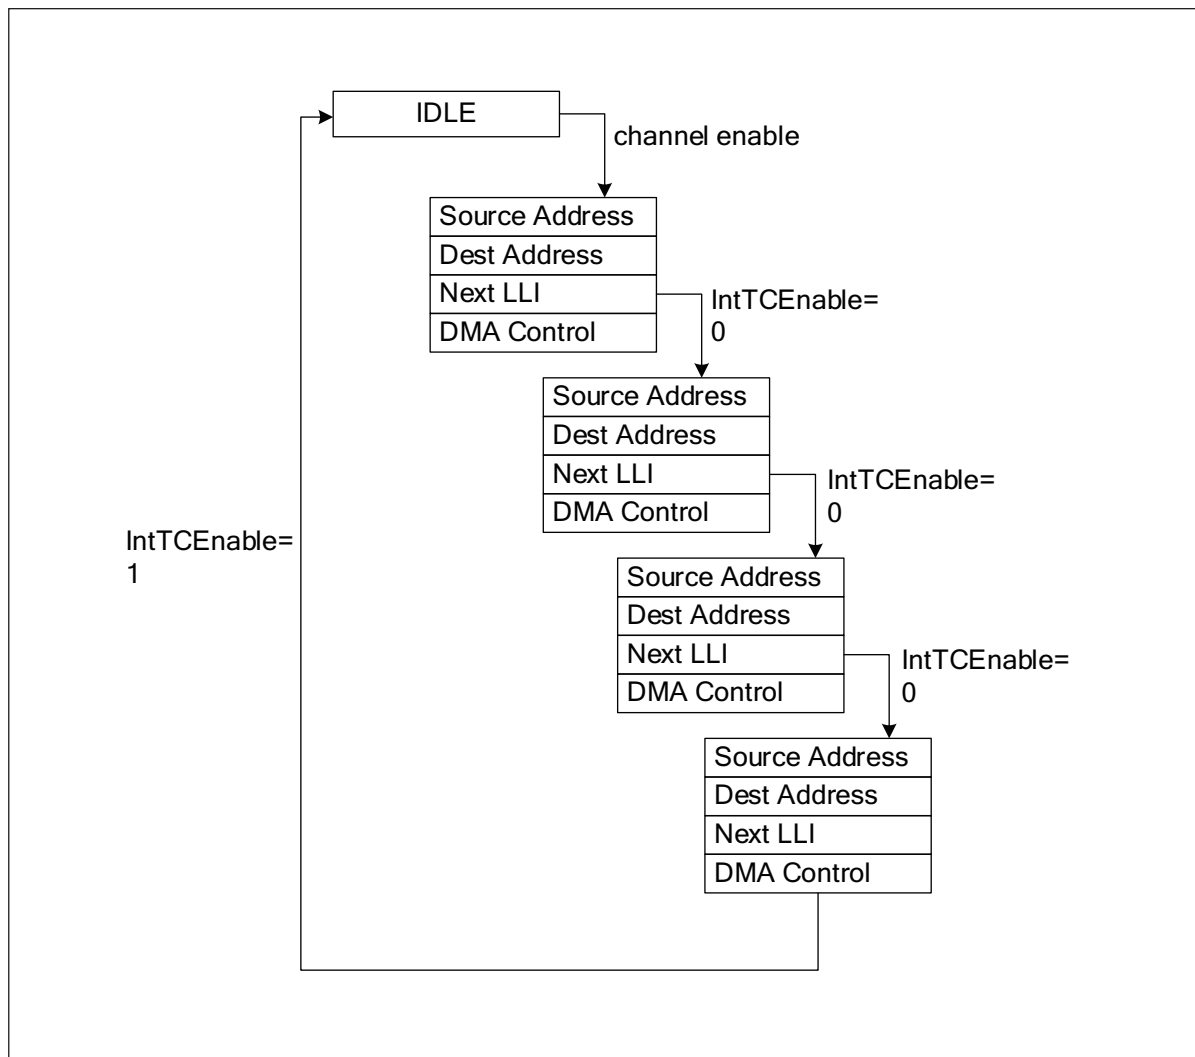 IDLE
channel enable
Source Address
Dest Address
Next LLI
DMA Control
IntTCEnable=
0
Source Address
Dest Address
Next LLI
DMA Control
IntTCEnable=
0
IntTCEnable=
1
Source Address
Dest Address
Next LLI
DMA Control
IntTCEnable=
0
Source Address
Dest Address
Next LLI
DMA Control